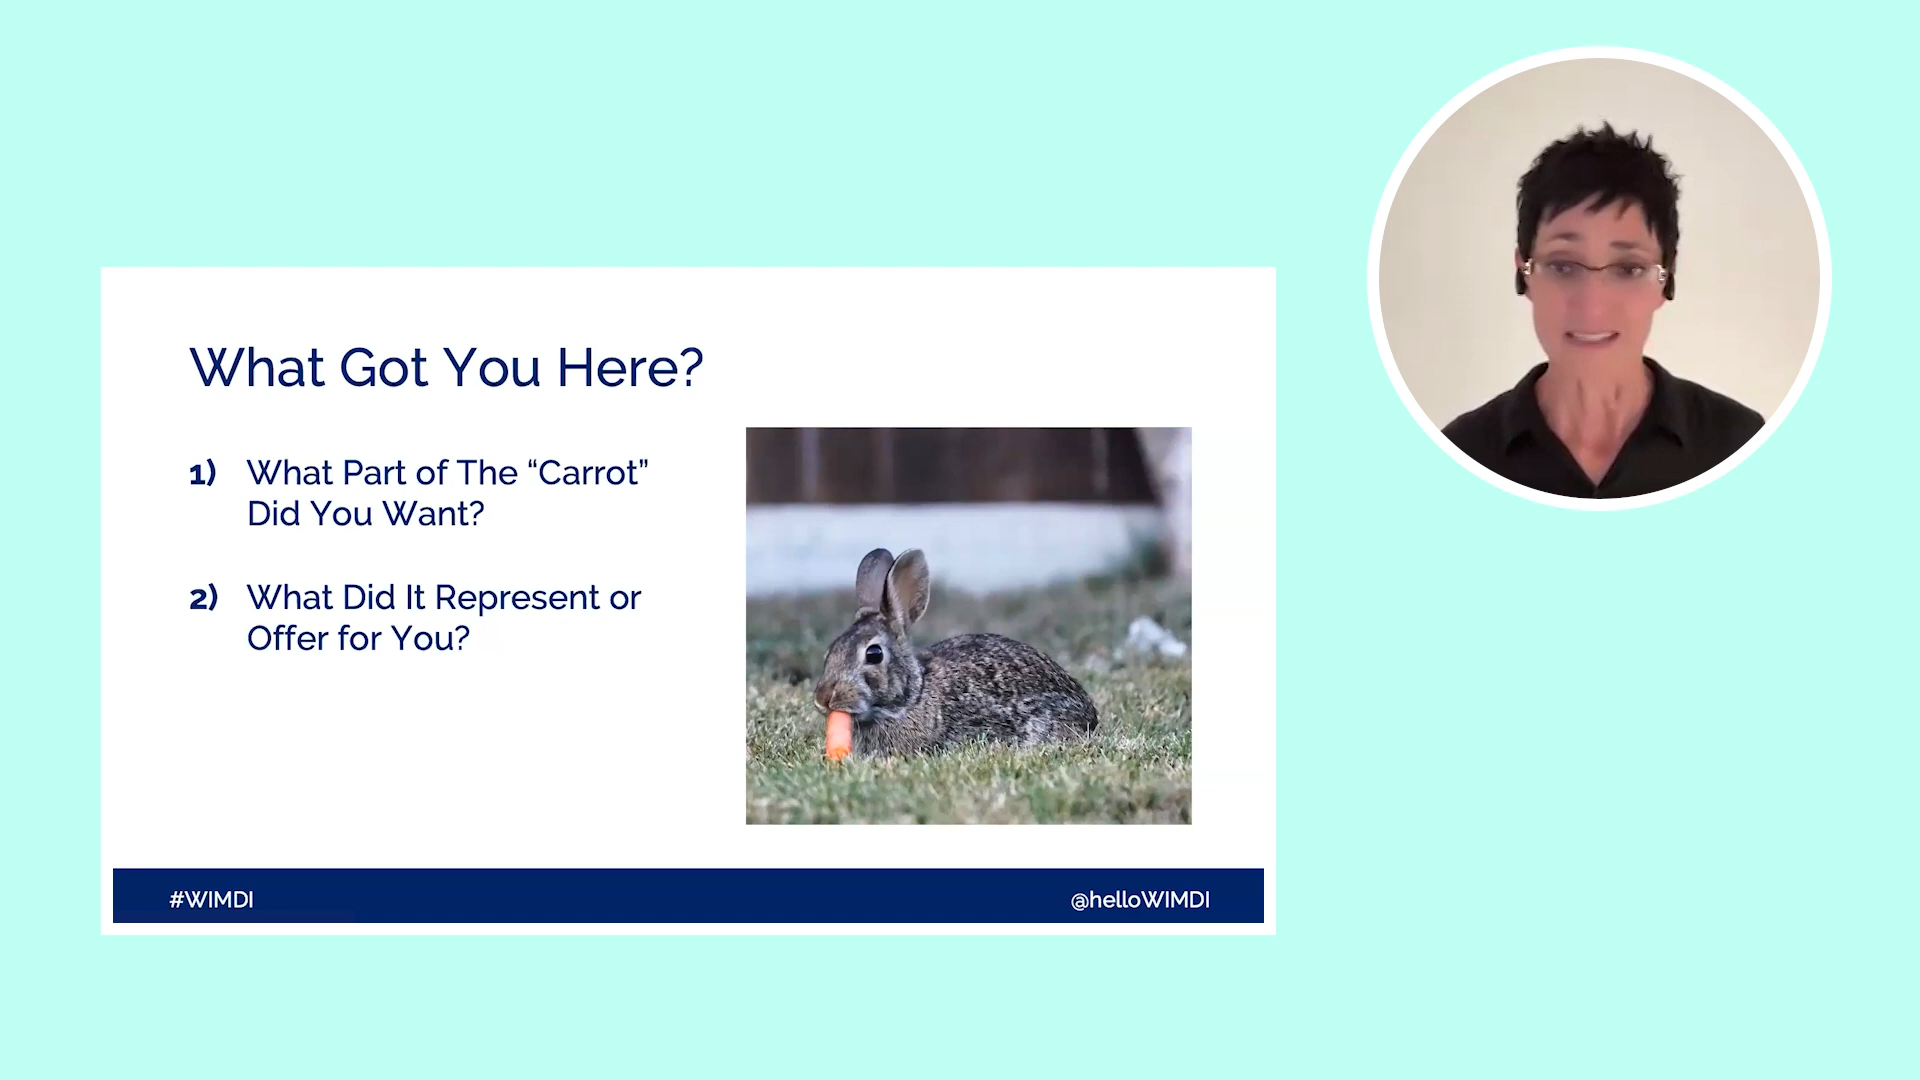 What Got You Here?
1) What Part of The “Carrot”
Did You Want?
2) What Did It Represent or
Offer for You?
#WIMDI
@helloWIMDI